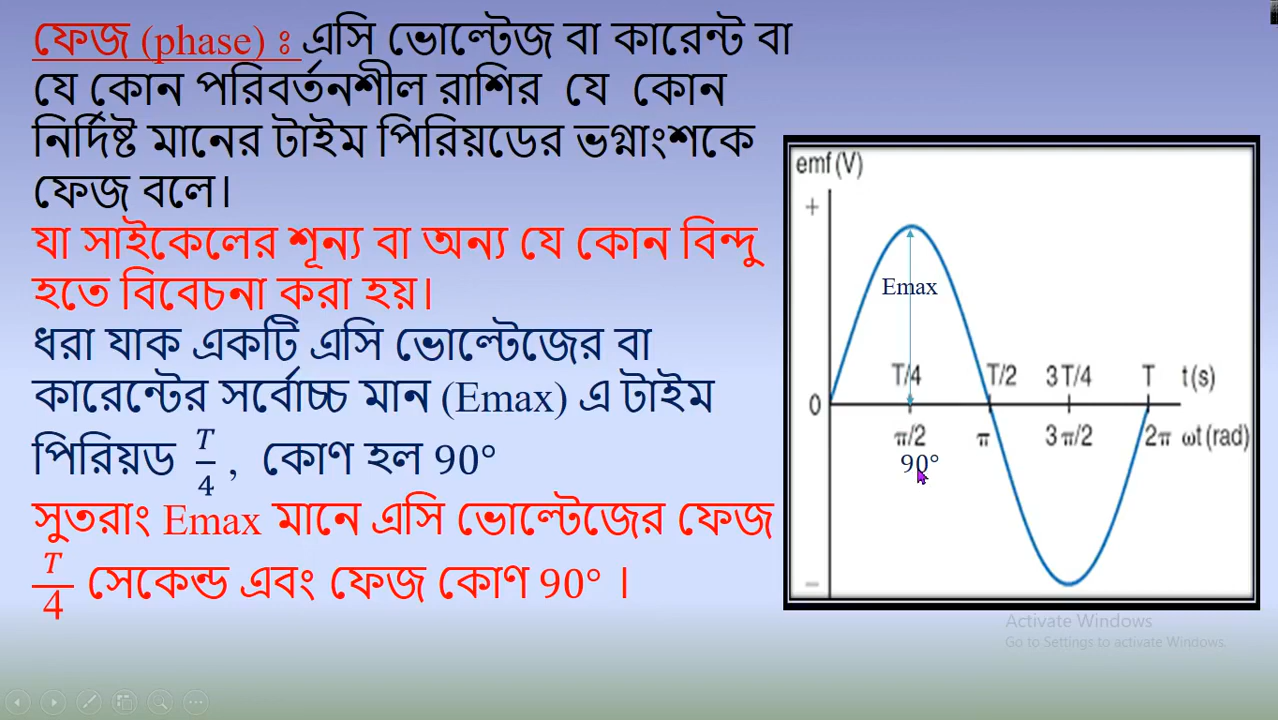 ফেজ (phase) ঃ এসি ভোল্টেজ বা কারেন্ট বা
যে কোন পরিবর্তনশীল রাশির যে কোন
নির্দিষ্ট মানের টাইম পিরিয়ডের ভগ্নাংশকে
ফেজ বলে।
যা সাইকেলের শূন্য বা অন্য যে কোন বিন্দু
হতে বিবেচনা করা হয়।
ধরা যাক একটি এসি ভোল্টেজের বা
কারেন্টের সর্বোচ্চ মান (Emax) এ টাইম
পিরিয়ড T/4 , কোণ হল 90°
সুতরাং Emax মানে এসি ভোল্টেজের ফেজ
T/4 সেকেন্ড এবং ফেজ কোণ 90° ।
emf (V)
+
Emax
T/4 T/2 3T/4 T t(s)
0
π/2 π 3π/2 2π ωt(rad)
90°
−
Activate Windows
Go to Settings to activate Windows.